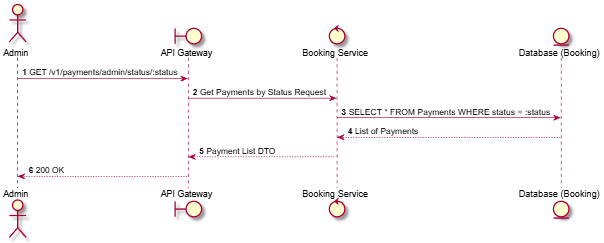 Admin
API Gateway
Booking Service
Database (Booking)
1 GET /v1/payments/admin/status/:status
2 Get Payments by Status Request
3 SELECT * FROM Payments WHERE status = :status
4 List of Payments
5 Payment List DTO
6 200 OK
Admin
API Gateway
Booking Service
Database (Booking)